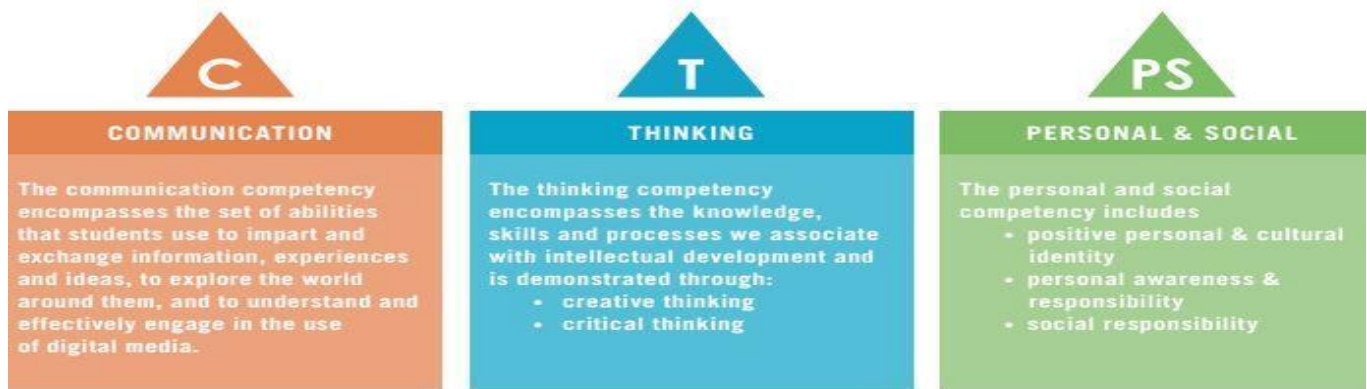 C
COMMUNICATION
The communication competency
encompasses the set of abilities
that students use to impart and
exchange information, experiences
and ideas, to explore the world
around them, and to understand and
effectively engage in the use
of digital media.
T
THINKING
The thinking competency
encompasses the knowledge,
skills and processes we associate
with intellectual development and
is demonstrated through:
• creative thinking
• critical thinking
PS
PERSONAL & SOCIAL
The personal and social
competency includes
• positive personal & cultural
identity
• personal awareness &
responsibility
• social responsibility